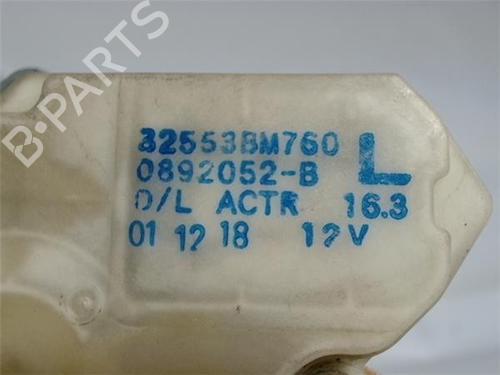 B-PARTS
32553BM760
0892052-B L
D/L ACTR 16.3
01 12 18 12V